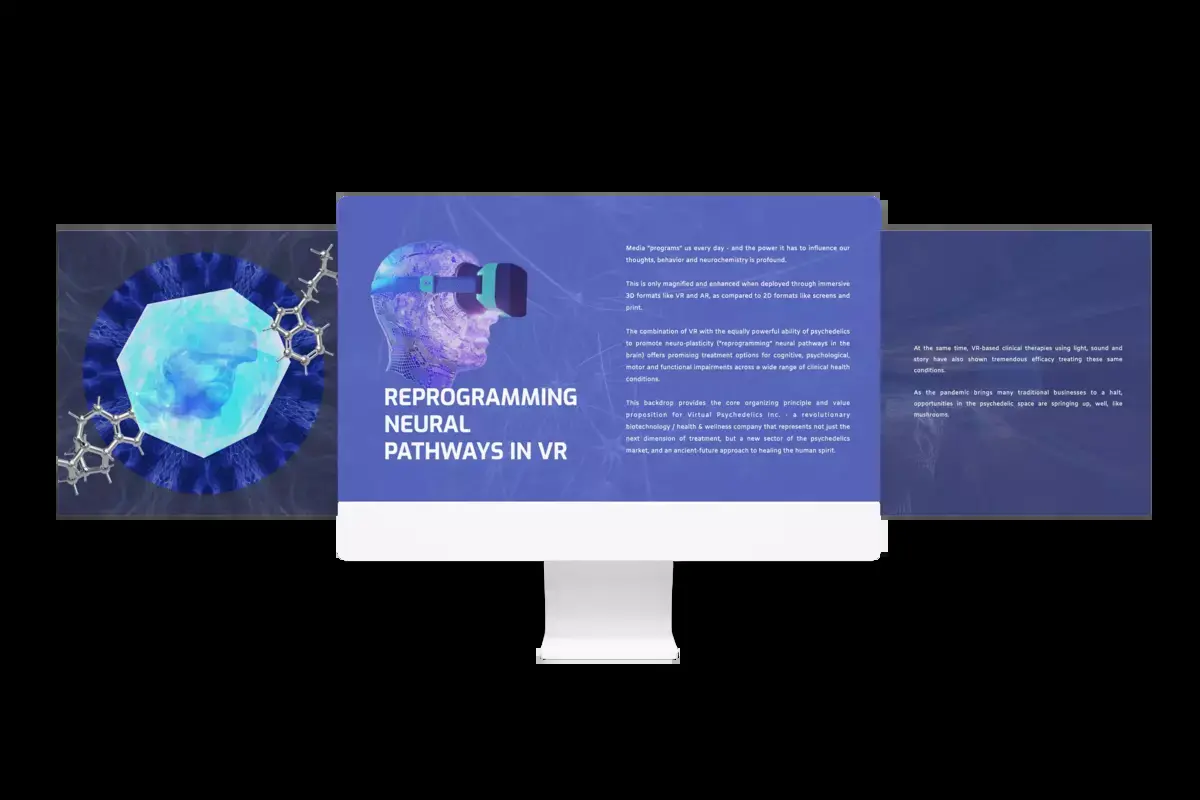 REPROGRAMMING
NEURAL
PATHWAYS IN VR
Media "programs" us every day - and the power it has to influence our
thoughts, behavior and neurochemistry is profound.
This is only magnified and enhanced when deployed through immersive
3D formats like VR and AR, as compared to 2D formats like screens and
print.
The combination of VR with the equally powerful ability of psychedelics
to promote neuro-plasticity ("reprogramming" neural pathways in the
brain) offers promising treatment options for cognitive, psychological,
motor and functional impairments across a wide range of clinical health
conditions.
This backdrop provides the core organizing principle and value
proposition for Virtual Psychedelics Inc. - a revolutionary
biotechnology / health & wellness company that represents not just the
next dimension of treatment, but a new sector of the psychedelics
market, and an ancient-future approach to healing the human spirit.
At the same time, VR-based clinical therapies using light, sound and
story have also shown tremendous efficacy treating these same
conditions.
As the pandemic brings many traditional businesses to a halt,
opportunities in the psychedelic space are springing up, well, like
mushrooms.